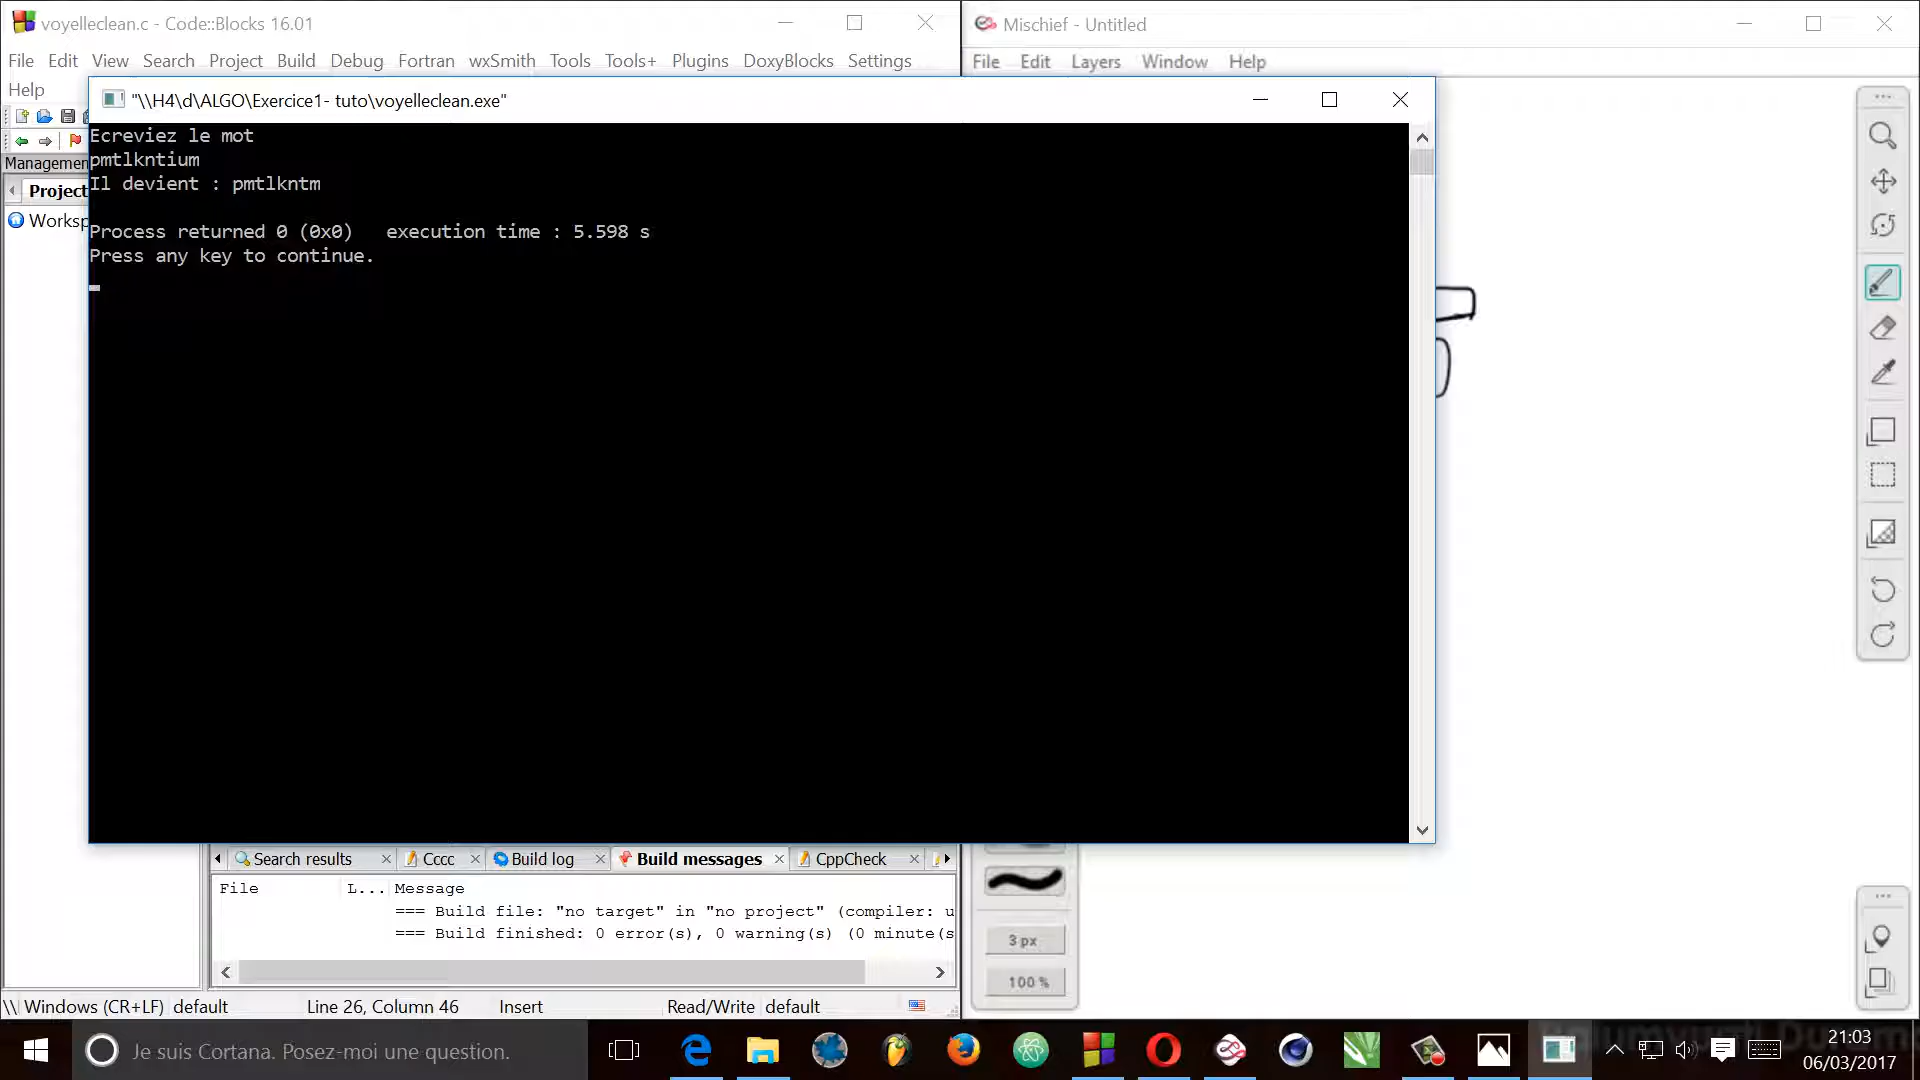 voyelleclean.c - Code::Blocks 16.01
File Edit View Search Project Build Debug Fortran wxSmith Tools Tools+ Plugins DoxyBlocks Settings
Help
Mischief - Untitled
File Edit Layers Window Help
"\\H4\d\ALGO\Exercice1- tuto\voyelleclean.exe"
Ecreviez le mot
pmtlkntium
Il devient : pmtlkntm
Process returned 0 (0x0)   execution time : 5.598 s
Press any key to continue.
Managemen
Project
Worksp
Search results Cccc Build log Build messages CppCheck
File L... Message
=== Build file: "no target" in "no project" (compiler: u
=== Build finished: 0 error(s), 0 warning(s) (0 minute(s
3 px
100 %
\\ Windows (CR+LF) default Line 26, Column 46 Insert Read/Write default
Je suis Cortana. Posez-moi une question.
21:03
06/03/2017